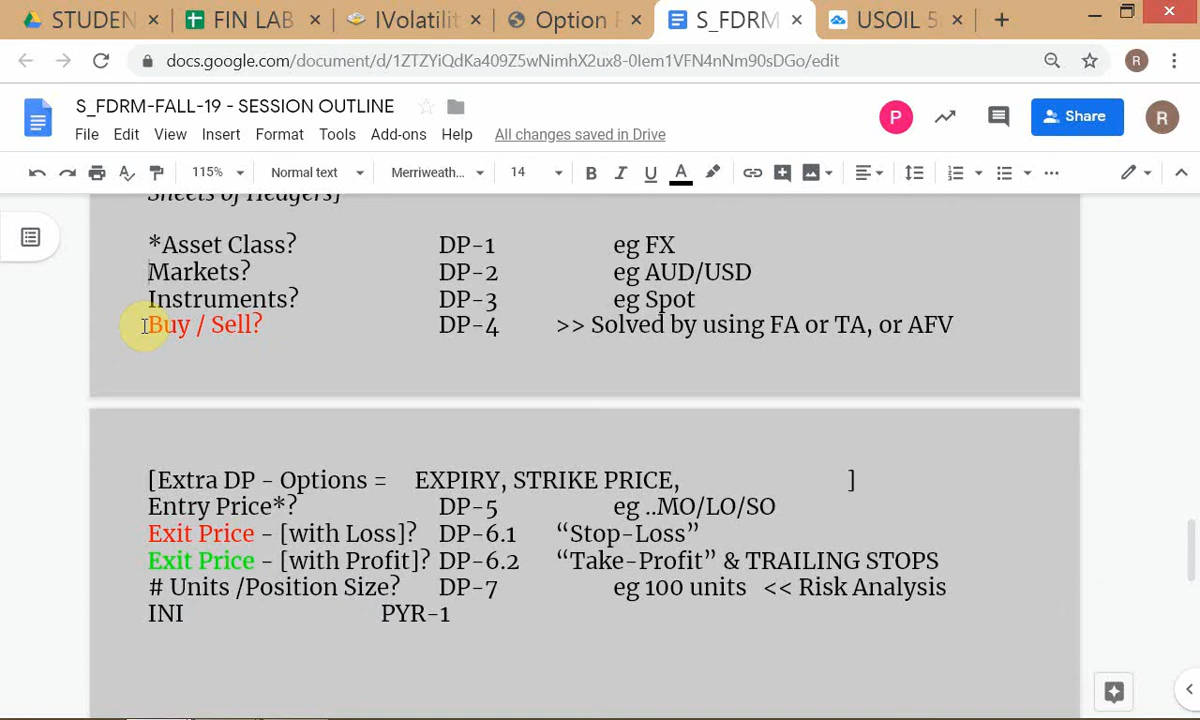 STUDEN
FIN LAB
IVolatilit
Option
S_FDRM
USOIL 5
docs.google.com/document/d/1ZTZYiQdKa409Z5wNimhX2ux8-0Iem1VFN4nNm90sDGo/edit
R
S_FDRM-FALL-19 - SESSION OUTLINE
File Edit View Insert Format Tools Add-ons Help All changes saved in Drive
P
Share
R
115% Normal text Merriweath... 14 B I U A
Sheets of Hedgers]
*Asset Class? DP-1 eg FX
Markets? DP-2 eg AUD/USD
Instruments? DP-3 eg Spot
Buy / Sell? DP-4 >> Solved by using FA or TA, or AFV
[Extra DP - Options = EXPIRY, STRIKE PRICE, ]
Entry Price*? DP-5 eg ..MO/LO/SO
Exit Price - [with Loss]? DP-6.1 “Stop-Loss”
Exit Price - [with Profit]? DP-6.2 “Take-Profit” & TRAILING STOPS
# Units /Position Size? DP-7 eg 100 units << Risk Analysis
INI PYR-1